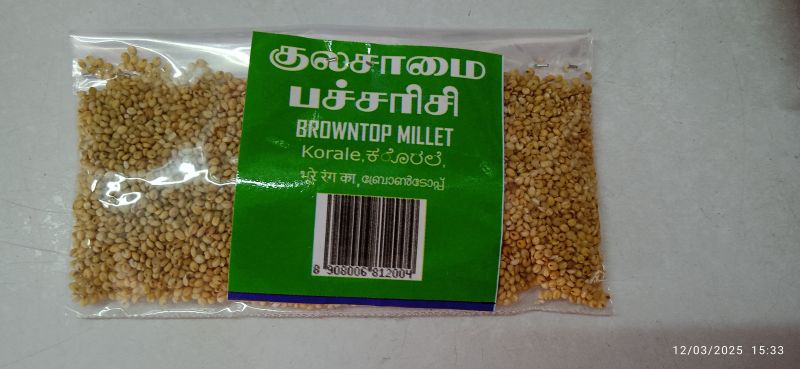 குலசாமை
பச்சரிசி
BROWNTOP MILLET
Korale,ಕೊರಲೆ,
भूरे रंग का,ബ്രോൺടോപ്പ്
8 908006 812004
12/03/2025 15:33